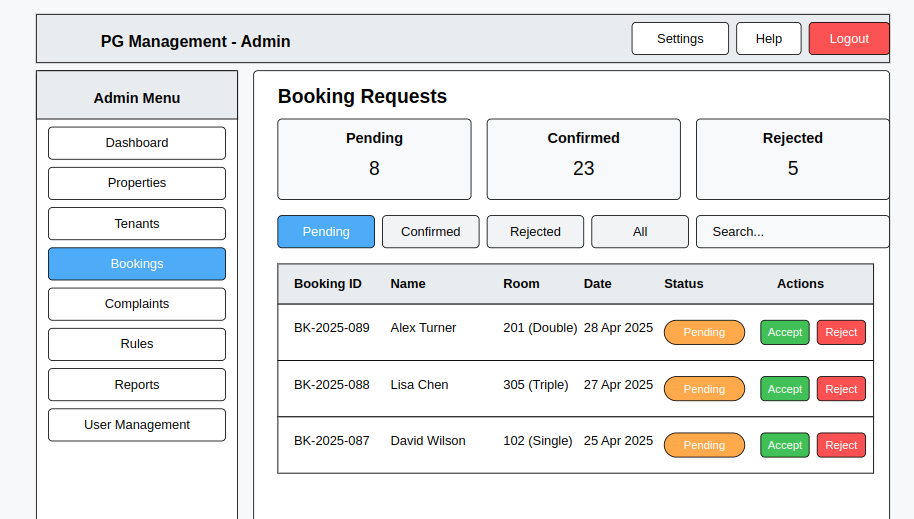 PG Management - Admin
Settings
Help
Logout
Admin Menu
Dashboard
Properties
Tenants
Bookings
Complaints
Rules
Reports
User Management
Booking Requests
Pending
8
Confirmed
23
Rejected
5
Pending
Confirmed
Rejected
All
Search...
Booking ID Name Room Date Status Actions
BK-2025-089 Alex Turner 201 (Double) 28 Apr 2025 Pending Accept Reject
BK-2025-088 Lisa Chen 305 (Triple) 27 Apr 2025 Pending Accept Reject
BK-2025-087 David Wilson 102 (Single) 25 Apr 2025 Pending Accept Reject